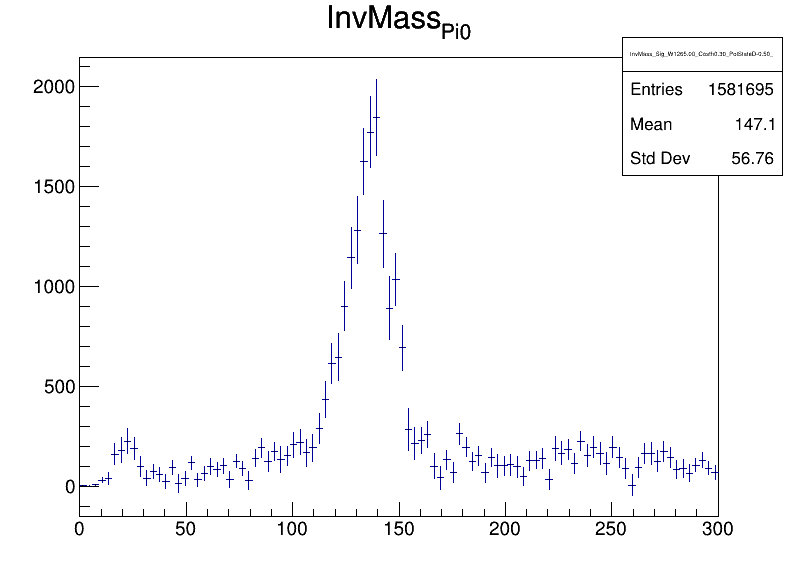 InvMass_Pi0
InvMass_Sig_W1265.00_Costh0.30_PolStateD-0.50_
Entries 1581695
Mean 147.1
Std Dev 56.76
2000
1500
1000
500
0
0 50 100 150 200 250 300